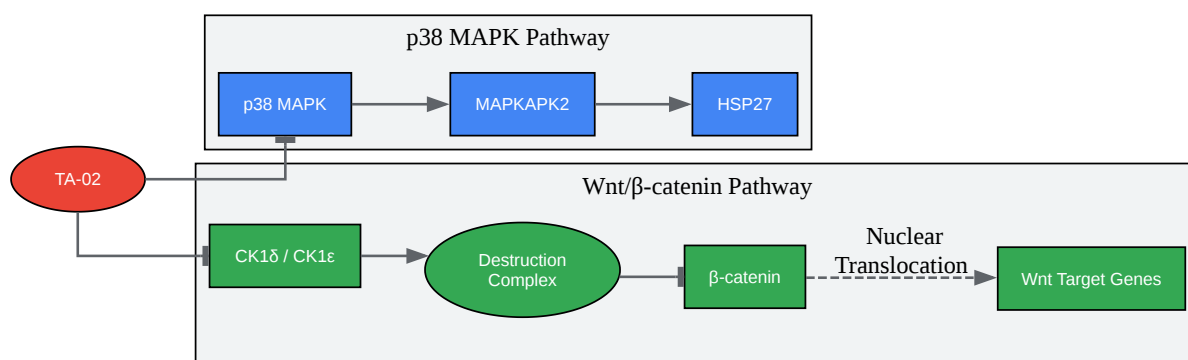 p38 MAPK Pathway
p38 MAPK
MAPKAPK2
HSP27
TA-02
Wnt/β-catenin Pathway
CK1δ / CK1ε
Destruction
Complex
β-catenin
Nuclear
Translocation
Wnt Target Genes